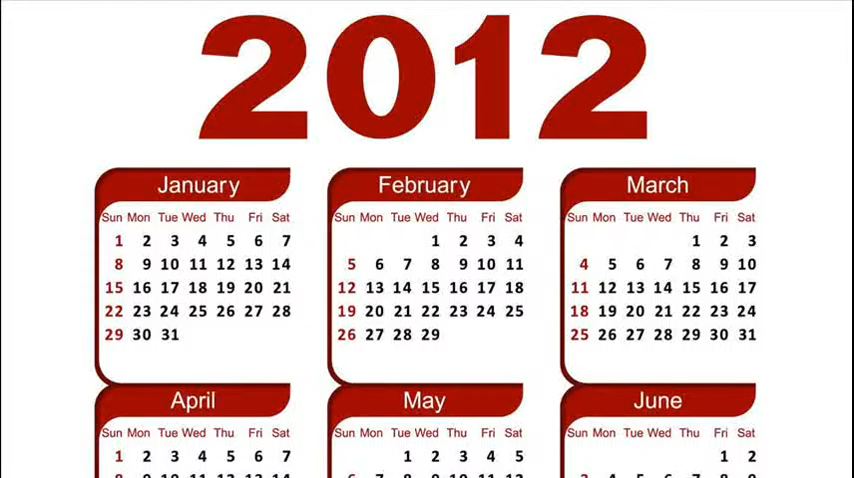 2012
January February March
Sun Mon Tue Wed Thu Fri Sat Sun Mon Tue Wed Thu Fri Sat Sun Mon Tue Wed Thu Fri Sat
1 2 3 4 5 6 7 1 2 3 4 1 2 3
8 9 10 11 12 13 14 5 6 7 8 9 10 11 4 5 6 7 8 9 10
15 16 17 18 19 20 21 12 13 14 15 16 17 18 11 12 13 14 15 16 17
22 23 24 25 26 27 28 19 20 21 22 23 24 25 18 19 20 21 22 23 24
29 30 31 26 27 28 29 25 26 27 28 29 30 31
April May June
Sun Mon Tue Wed Thu Fri Sat Sun Mon Tue Wed Thu Fri Sat Sun Mon Tue Wed Thu Fri Sat
1 2 3 4 5 6 7 1 2 3 4 5 1 2